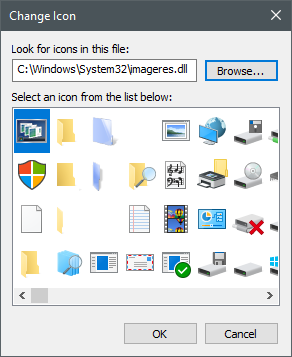 Change Icon
Look for icons in this file:
C:\Windows\System32\imageres.dll
Browse...
Select an icon from the list below:
OK
Cancel